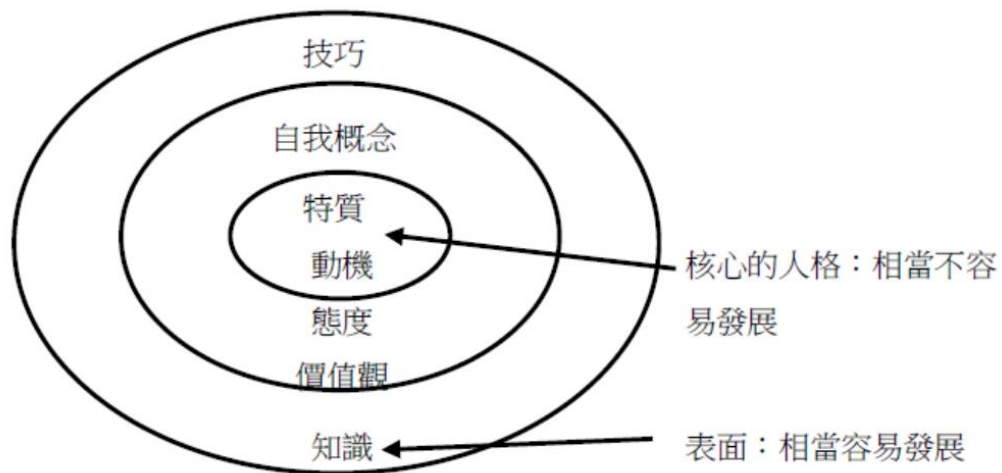 技巧
自我概念
特質
動機
態度
價值觀
知識
核心的人格：相當不容
易發展
表面：相當容易發展